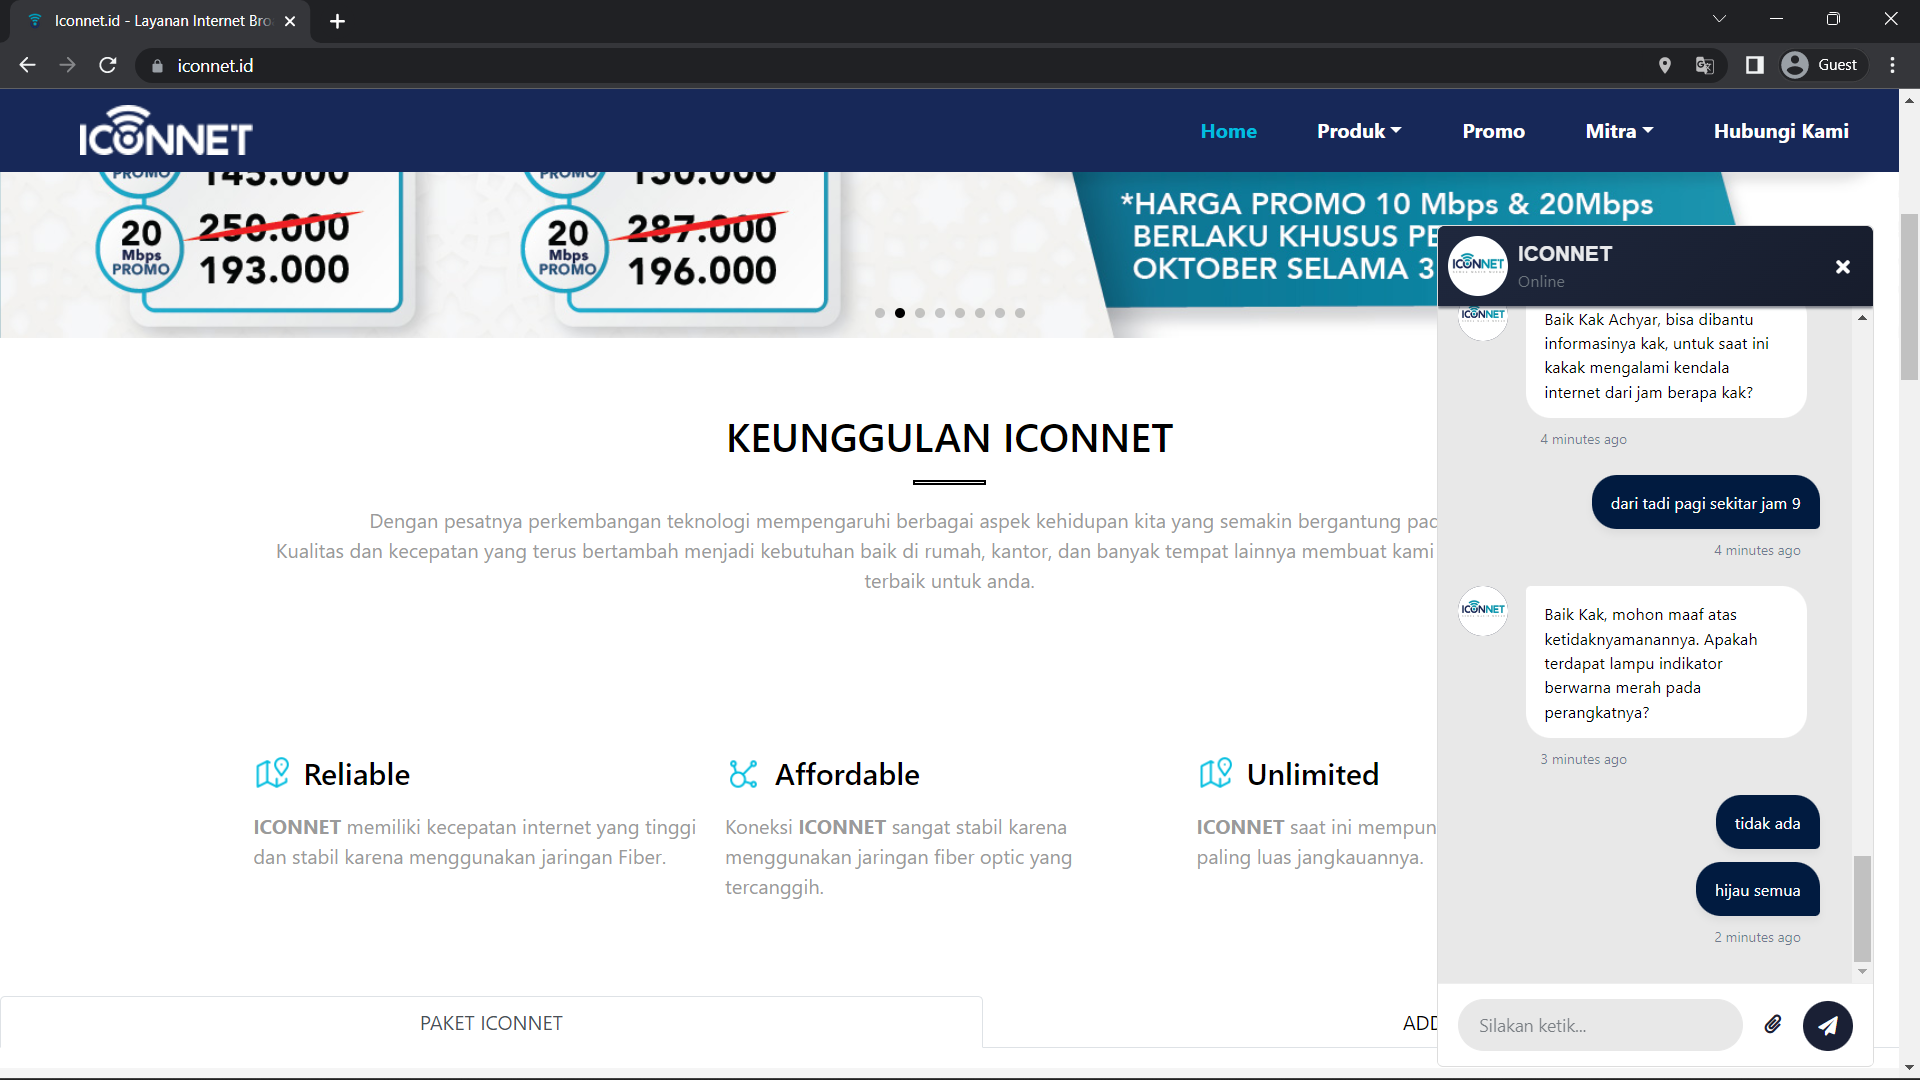 Iconnet.id - Layanan Internet Bro
iconnet.id
Guest
ICONNET
Home
Produk
Promo
Mitra
Hubungi Kami
PROMO
145.000
20
Mbps
PROMO
250.000
193.000
PROMO
150.000
20
Mbps
PROMO
287.000
196.000
*HARGA PROMO 10 Mbps & 20Mbps
BERLAKU KHUSUS PE
OKTOBER SELAMA 3
KEUNGGULAN ICONNET
Dengan pesatnya perkembangan teknologi mempengaruhi berbagai aspek kehidupan kita yang semakin bergantung pad
Kualitas dan kecepatan yang terus bertambah menjadi kebutuhan baik di rumah, kantor, dan banyak tempat lainnya membuat kami
terbaik untuk anda.
Reliable
ICONNET memiliki kecepatan internet yang tinggi
dan stabil karena menggunakan jaringan Fiber.
Affordable
Koneksi ICONNET sangat stabil karena
menggunakan jaringan fiber optic yang
tercanggih.
Unlimited
ICONNET saat ini mempun
paling luas jangkauannya.
PAKET ICONNET
ADD
ICONNET
ICONNET
Online
ICONNET
Baik Kak Achyar, bisa dibantu
informasinya kak, untuk saat ini
kakak mengalami kendala
internet dari jam berapa kak?
4 minutes ago
dari tadi pagi sekitar jam 9
4 minutes ago
ICONNET
Baik Kak, mohon maaf atas
ketidaknyamanannya. Apakah
terdapat lampu indikator
berwarna merah pada
perangkatnya?
3 minutes ago
tidak ada
hijau semua
2 minutes ago
Silakan ketik...